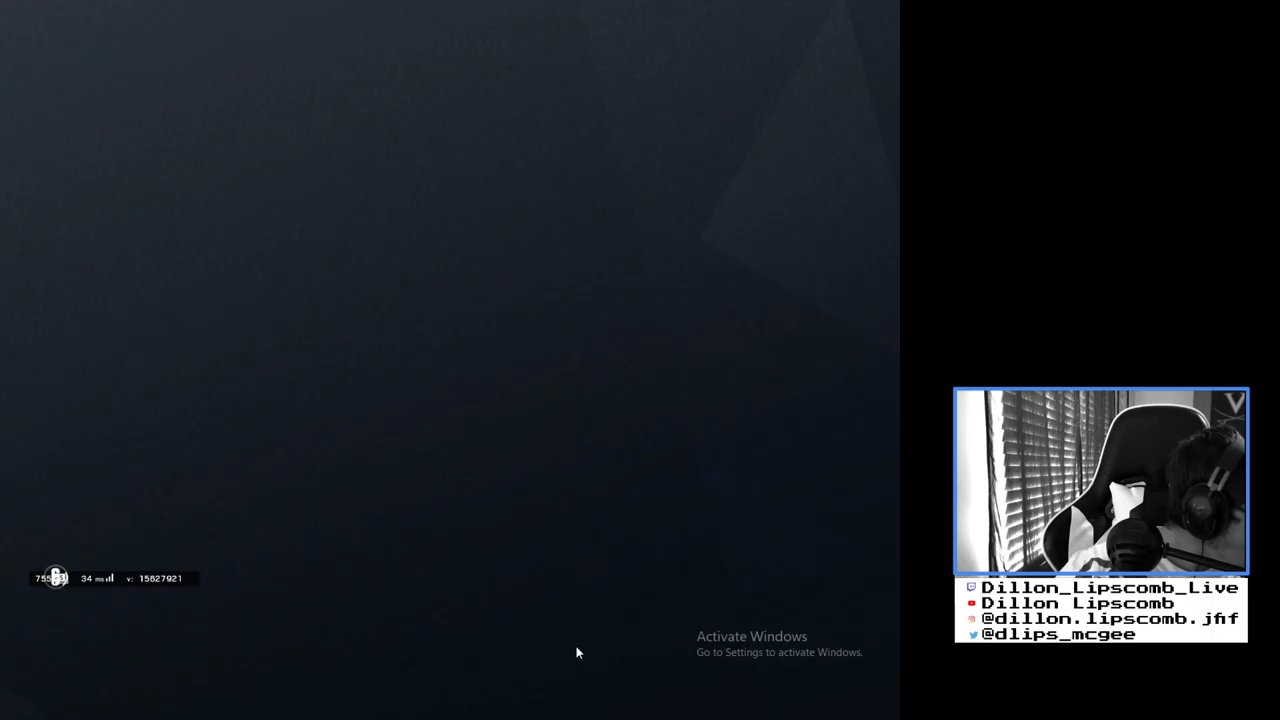 34 ms v: 15827921
Activate Windows
Go to Settings to activate Windows.
V
Dillon_Lipscomb_Live
Dillon Lipscomb
@dillon.lipscomb.jfif
@dlips_mcgee